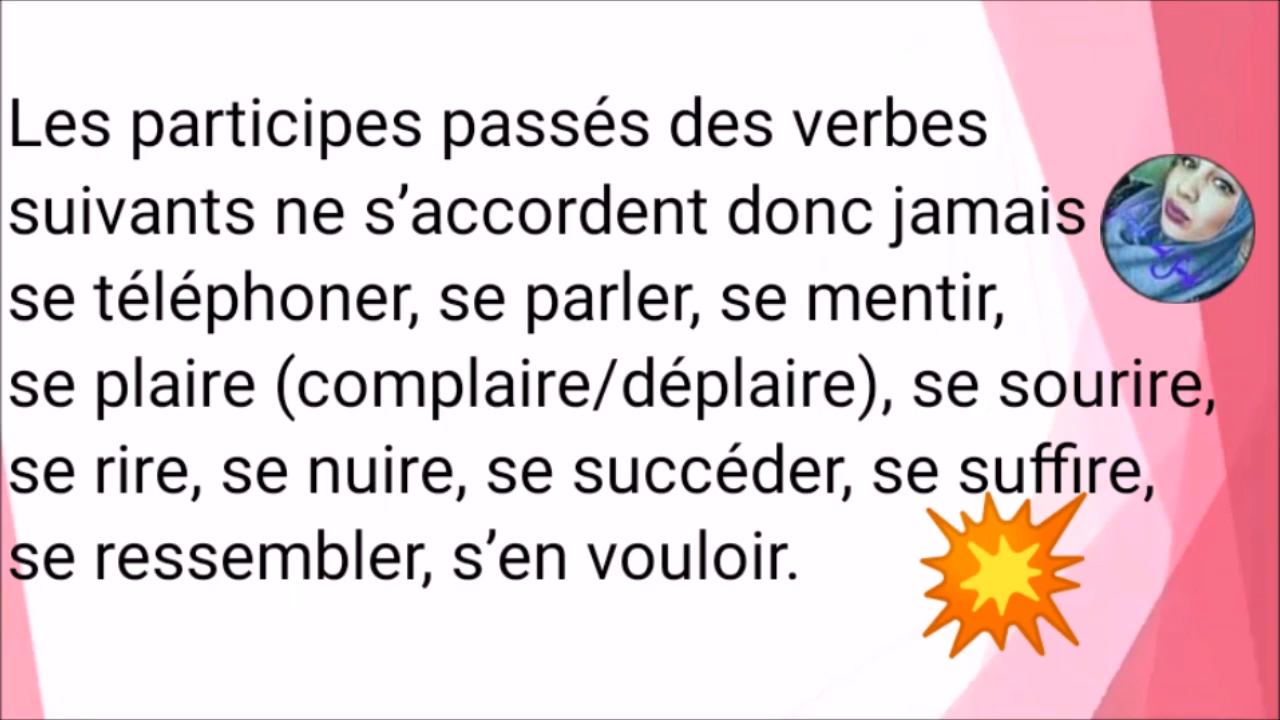 Les participes passés des verbes
suivants ne s’accordent donc jamais
se téléphoner, se parler, se mentir,
se plaire (complaire/déplaire), se sourire,
se rire, se nuire, se succéder, se suffire,
se ressembler, s’en vouloir.